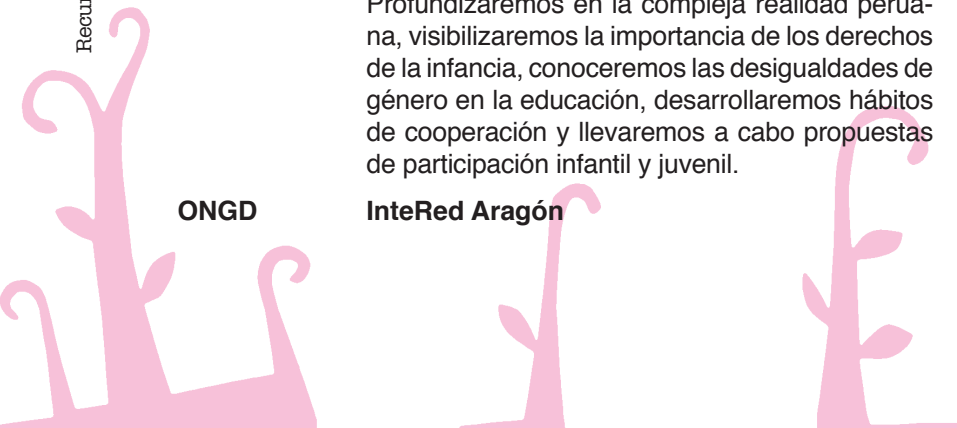 Profundizaremos en la compleja realidad perua-
na, visibilizaremos la importancia de los derechos
de la infancia, conoceremos las desigualdades de
género en la educación, desarrollaremos hábitos
de cooperación y llevaremos a cabo propuestas
de participación infantil y juvenil.
ONGD InteRed Aragón